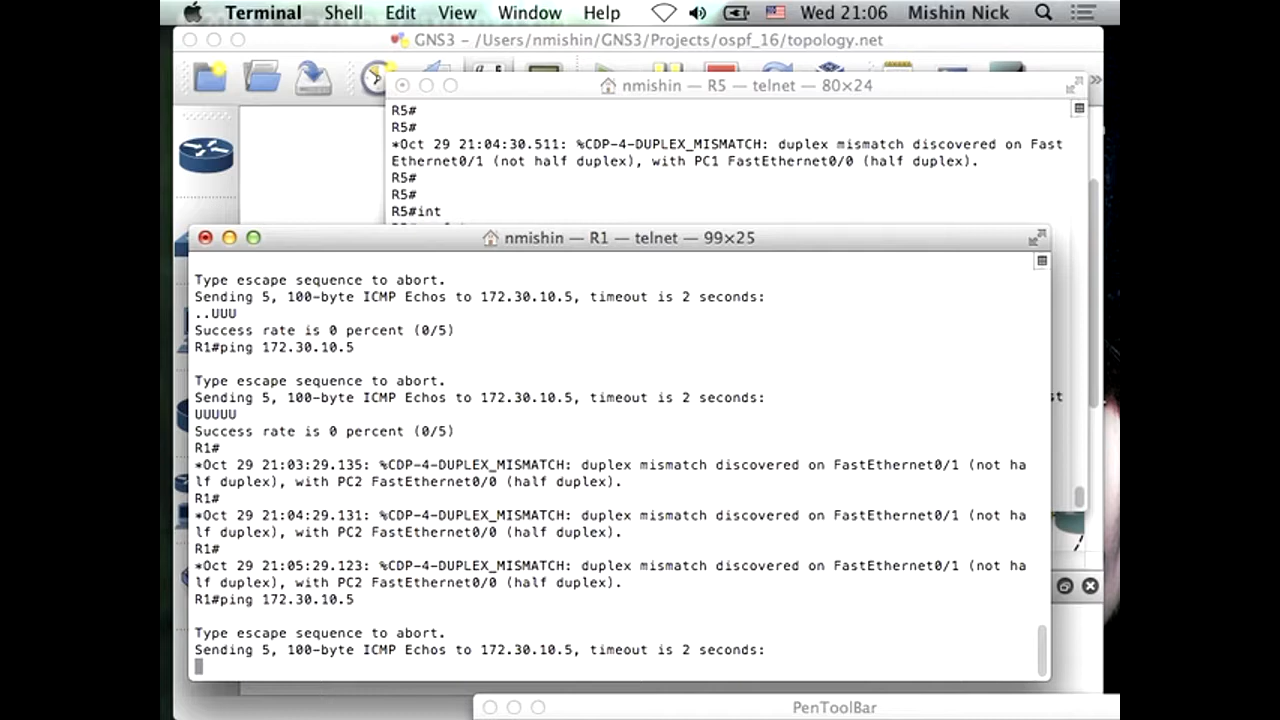 Terminal Shell Edit View Window Help Wed 21:06 Mishin Nick
GNS3 – /Users/nmishin/GNS3/Projects/ospf_16/topology.net
nmishin — R5 — telnet — 80×24
R5#
R5#
*Oct 29 21:04:30.511: %CDP-4-DUPLEX_MISMATCH: duplex mismatch discovered on Fast
Ethernet0/1 (not half duplex), with PC1 FastEthernet0/0 (half duplex).
R5#
R5#
R5#int
nmishin — R1 — telnet — 99×25
Type escape sequence to abort.
Sending 5, 100-byte ICMP Echos to 172.30.10.5, timeout is 2 seconds:
..UUU
Success rate is 0 percent (0/5)
R1#ping 172.30.10.5
Type escape sequence to abort.
Sending 5, 100-byte ICMP Echos to 172.30.10.5, timeout is 2 seconds:
UUUUU
Success rate is 0 percent (0/5)
R1#
*Oct 29 21:03:29.135: %CDP-4-DUPLEX_MISMATCH: duplex mismatch discovered on FastEthernet0/1 (not ha
lf duplex), with PC2 FastEthernet0/0 (half duplex).
R1#
*Oct 29 21:04:29.131: %CDP-4-DUPLEX_MISMATCH: duplex mismatch discovered on FastEthernet0/1 (not ha
lf duplex), with PC2 FastEthernet0/0 (half duplex).
R1#
*Oct 29 21:05:29.123: %CDP-4-DUPLEX_MISMATCH: duplex mismatch discovered on FastEthernet0/1 (not ha
lf duplex), with PC2 FastEthernet0/0 (half duplex).
R1#ping 172.30.10.5
Type escape sequence to abort.
Sending 5, 100-byte ICMP Echos to 172.30.10.5, timeout is 2 seconds:
PenToolBar